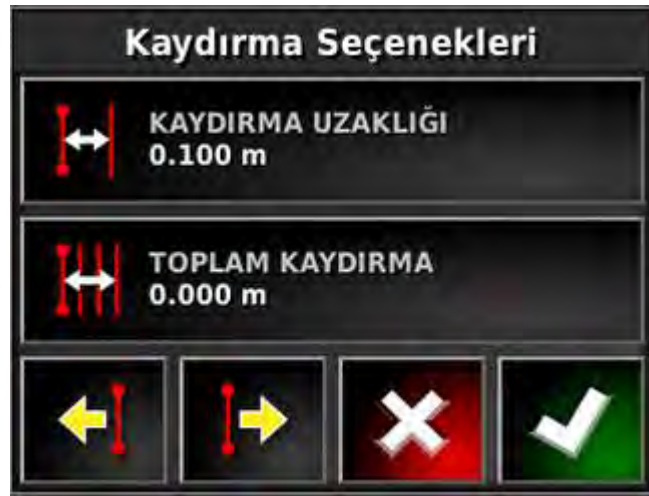 Kaydırma Seçenekleri
KAYDIRMA UZAKLIĞI
0.100 m
TOPLAM KAYDIRMA
0.000 m